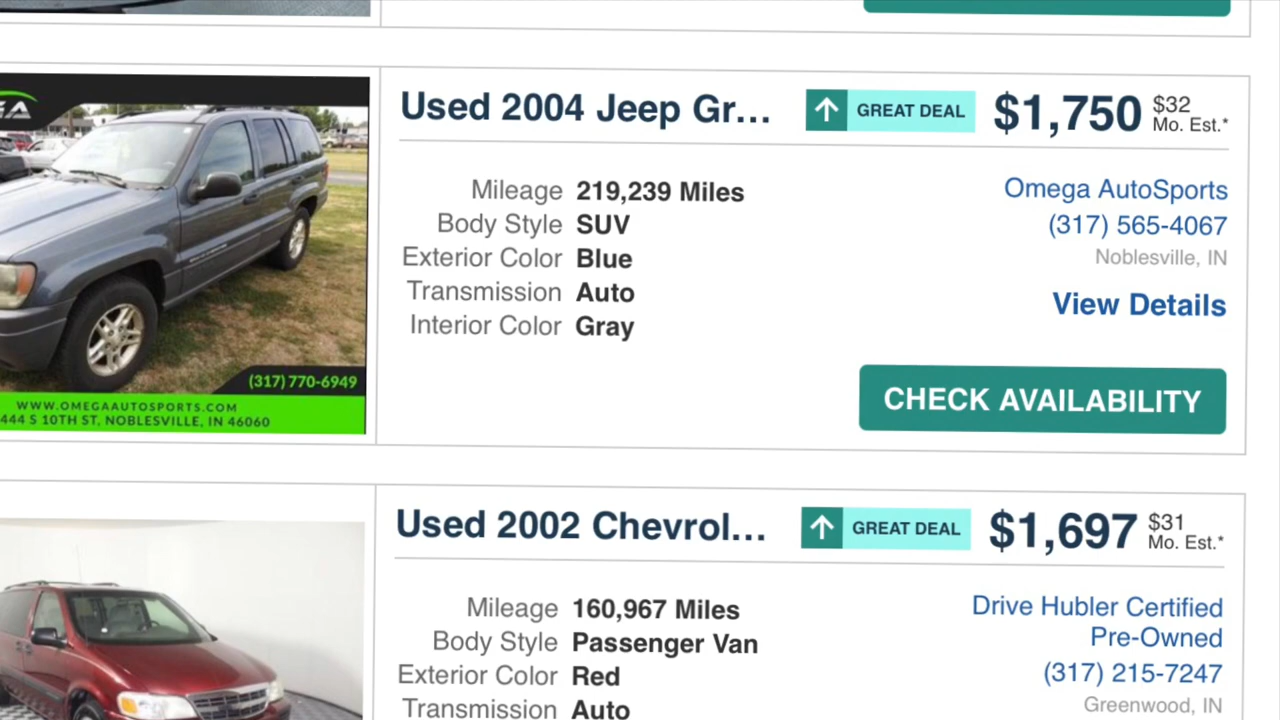 EA
(317) 770-6949
WWW.OMEGAAUTOSPORTS.COM
444 S 10TH ST, NOBLESVILLE, IN 46060
Used 2004 Jeep Gr...
GREAT DEAL
$1,750
$32
Mo. Est.*
Mileage 219,239 Miles
Body Style SUV
Exterior Color Blue
Transmission Auto
Interior Color Gray
Omega AutoSports
(317) 565-4067
Noblesville, IN
View Details
CHECK AVAILABILITY
Used 2002 Chevrol...
GREAT DEAL
$1,697
$31
Mo. Est.*
Mileage 160,967 Miles
Body Style Passenger Van
Exterior Color Red
Transmission Auto
Drive Hubler Certified
Pre-Owned
(317) 215-7247
Greenwood, IN